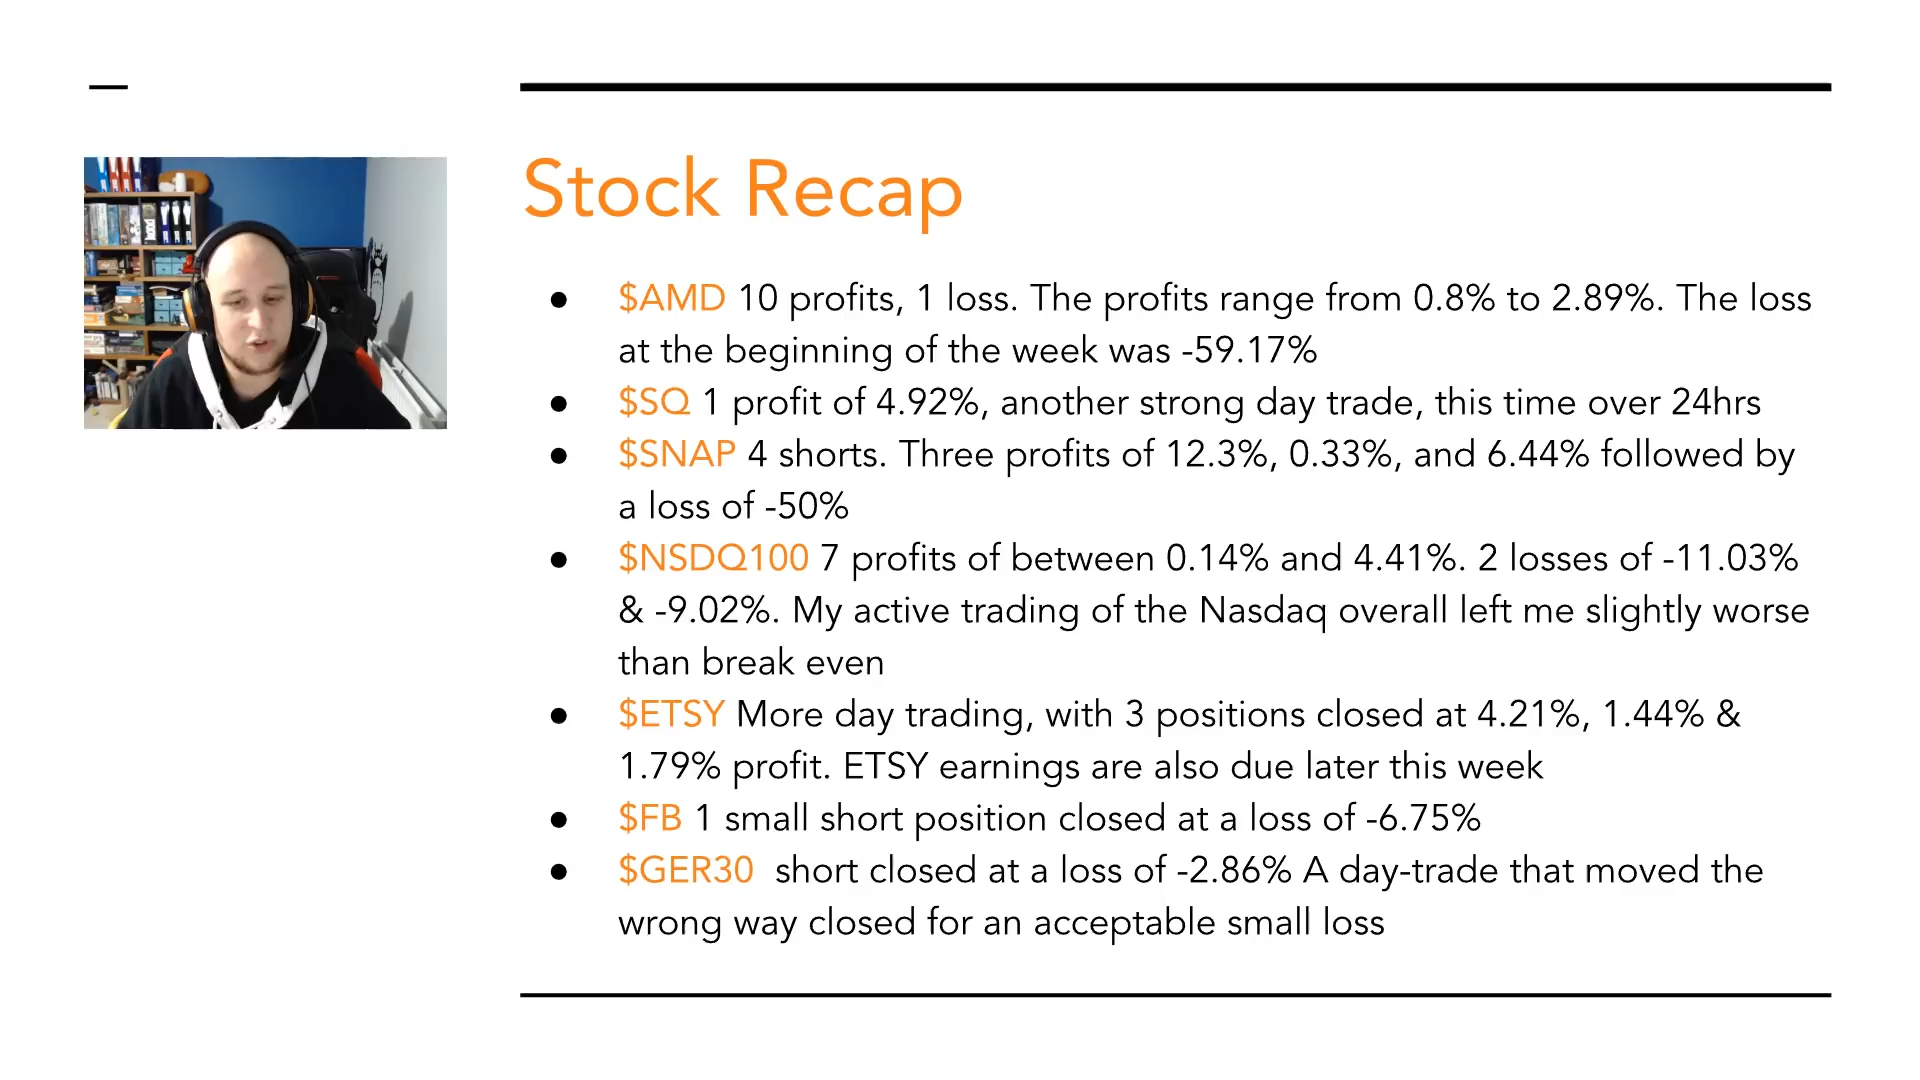 Stock Recap
● $AMD 10 profits, 1 loss. The profits range from 0.8% to 2.89%. The loss
at the beginning of the week was -59.17%
● $SQ 1 profit of 4.92%, another strong day trade, this time over 24hrs
● $SNAP 4 shorts. Three profits of 12.3%, 0.33%, and 6.44% followed by
a loss of -50%
● $NSDQ100 7 profits of between 0.14% and 4.41%. 2 losses of -11.03%
& -9.02%. My active trading of the Nasdaq overall left me slightly worse
than break even
● $ETSY More day trading, with 3 positions closed at 4.21%, 1.44% &
1.79% profit. ETSY earnings are also due later this week
● $FB 1 small short position closed at a loss of -6.75%
● $GER30  short closed at a loss of -2.86% A day-trade that moved the
wrong way closed for an acceptable small loss